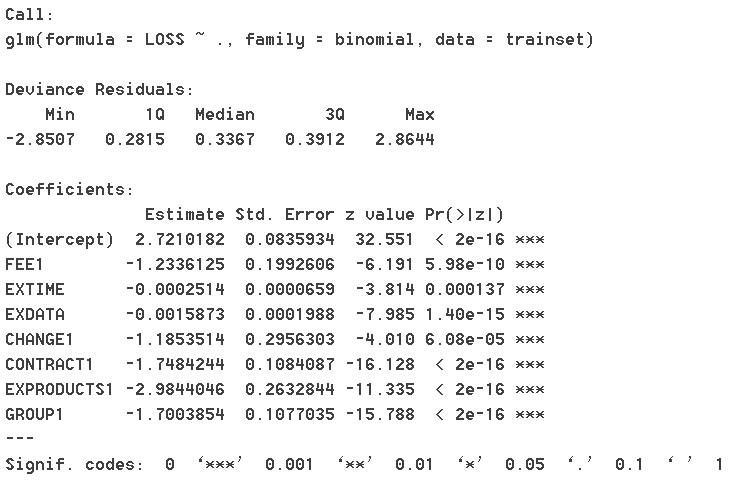 Call:
glm(formula = LOSS ~ ., family = binomial, data = trainset)
Deviance Residuals:
Min 1Q Median 3Q Max
-2.8507 0.2815 0.3367 0.3912 2.8644
Coefficients:
Estimate Std. Error z value Pr(>|z|)
(Intercept) 2.7210182 0.0835934 32.551 < 2e-16 ***
FEE1 -1.2336125 0.1992606 -6.191 5.98e-10 ***
EXTIME -0.0002514 0.0000659 -3.814 0.000137 ***
EXDATA -0.0015873 0.0001988 -7.985 1.40e-15 ***
CHANGE1 -1.1853514 0.2956303 -4.010 6.08e-05 ***
CONTRACT1 -1.7484244 0.1084087 -16.128 < 2e-16 ***
EXPRODUCTS1 -2.9844046 0.2632844 -11.335 < 2e-16 ***
GROUP1 -1.7003854 0.1077035 -15.788 < 2e-16 ***
---
Signif. codes: 0 ‘***’ 0.001 ‘**’ 0.01 ‘*’ 0.05 ‘.’ 0.1 ‘ ’ 1